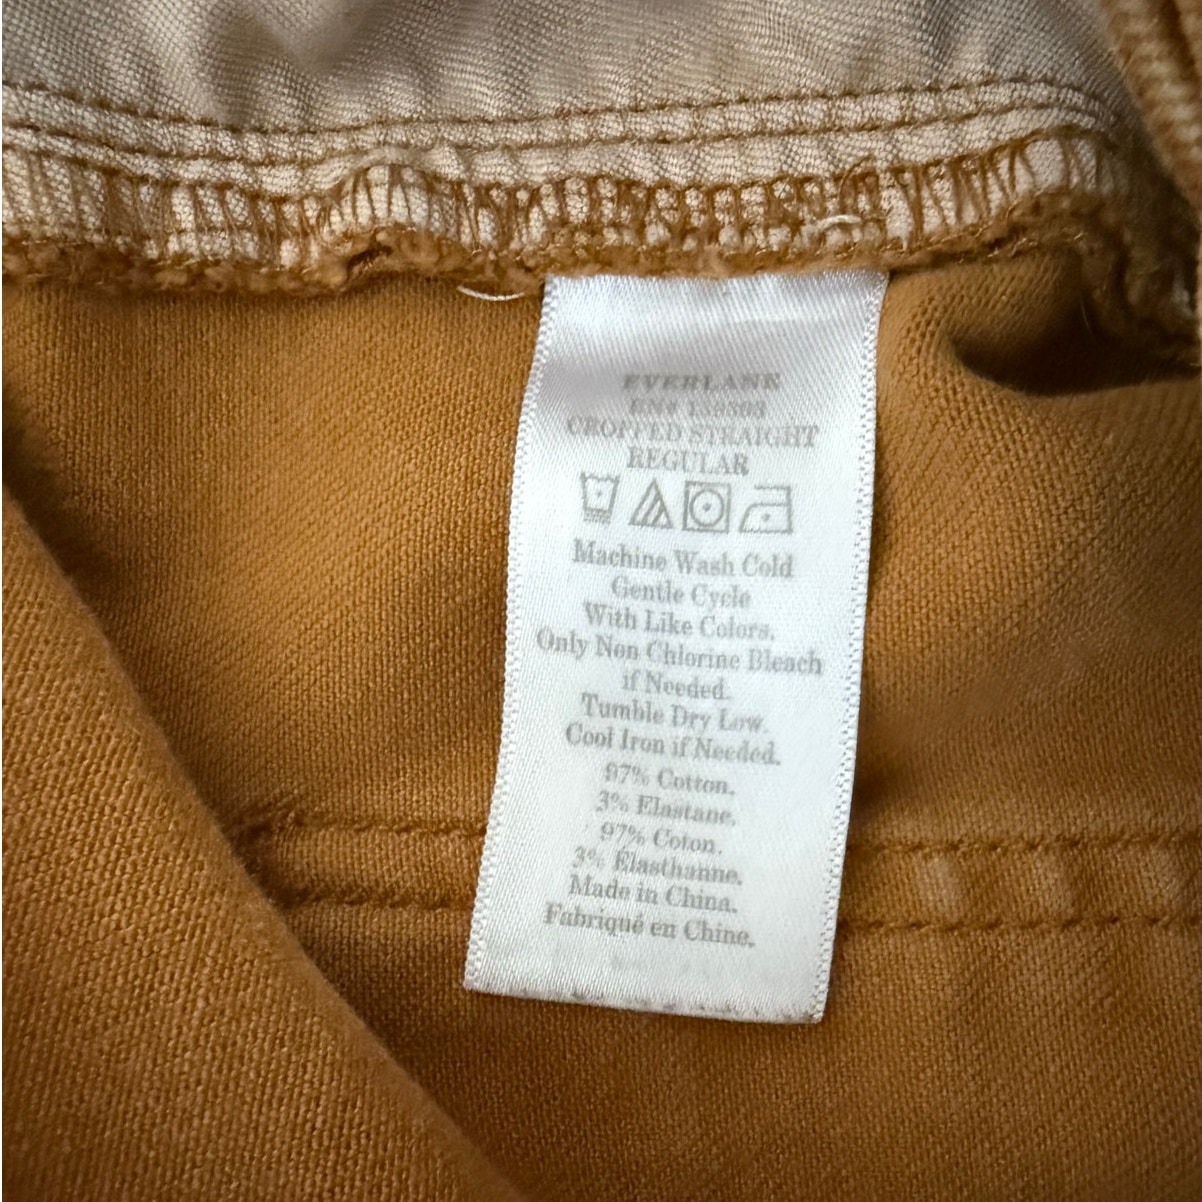 EVERLANE
CROPPED STRAIGHT
REGULAR
Machine Wash Cold
Gentle Cycle
With Like Colors.
Only Non Chlorine Bleach
if Needed.
Tumble Dry Low.
Cool Iron if Needed.
97% Cotton.
3% Elastane.
97% Coton.
3% Élasthanne.
Made in China.
Fabriqué en Chine.